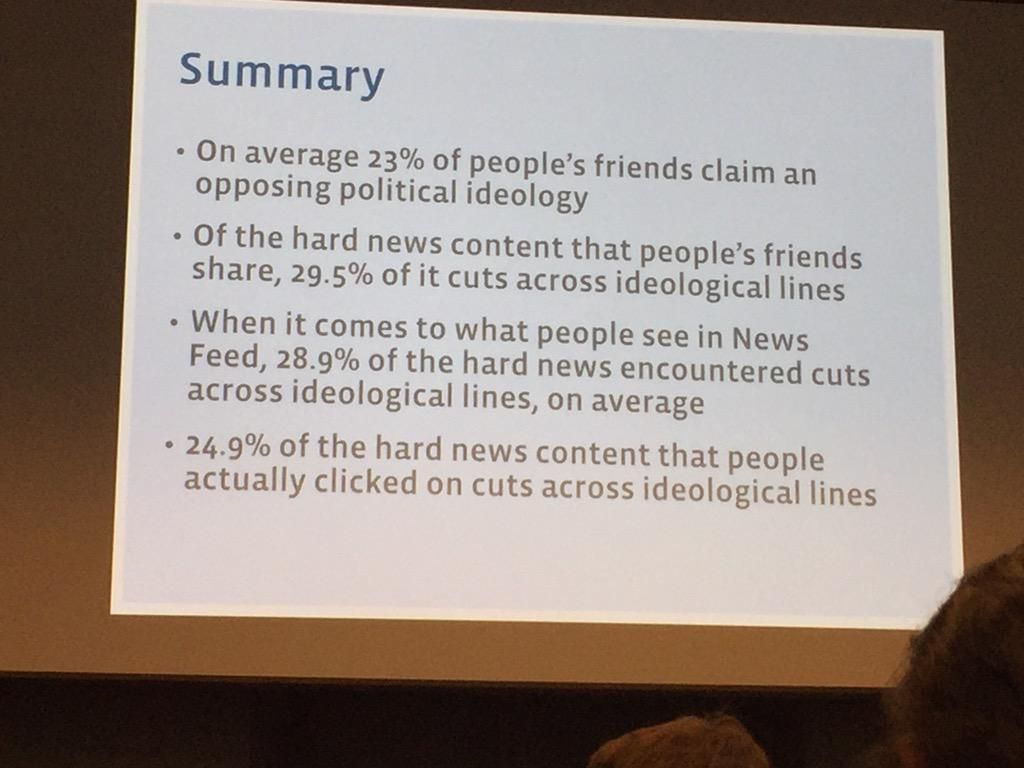 Summary
• On average 23% of people's friends claim an
opposing political ideology
• Of the hard news content that people's friends
share, 29.5% of it cuts across ideological lines
• When it comes to what people see in News
Feed, 28.9% of the hard news encountered cuts
across ideological lines, on average
• 24.9% of the hard news content that people
actually clicked on cuts across ideological lines